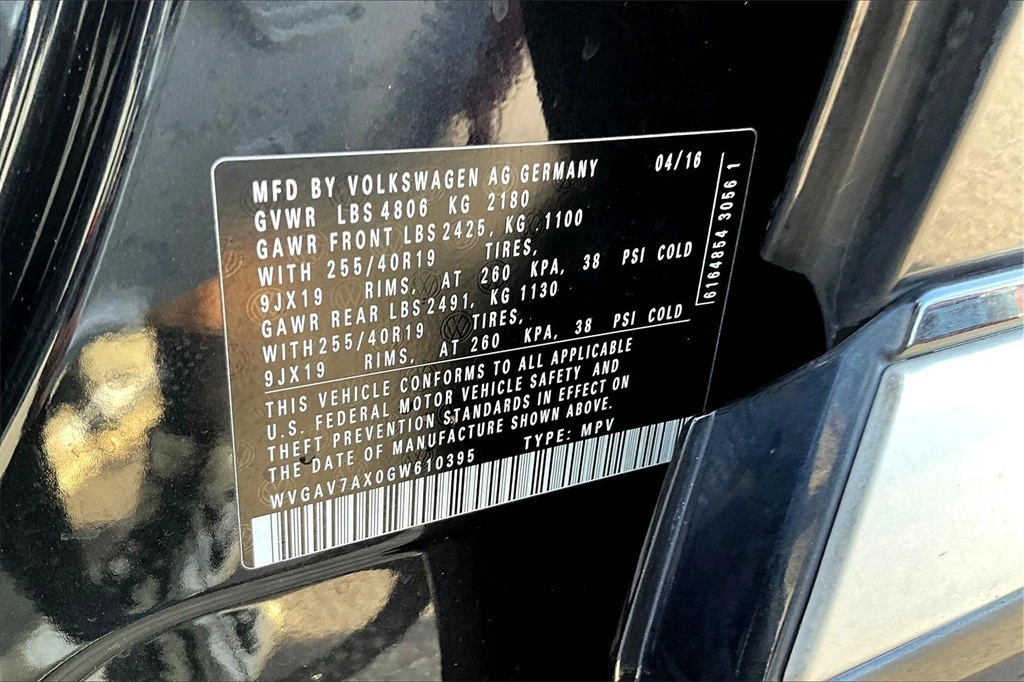 MFD BY VOLKSWAGEN AG GERMANY 04/16
GVWR LBS 4806 KG 2180
GAWR FRONT LBS 2425, KG 1100
WITH 255/40R19 TIRES,
9JX19 RIMS, AT 260 KPA, 38 PSI COLD
GAWR REAR LBS 2491, KG 1130
WITH 255/40R19 TIRES,
9JX19 RIMS, AT 260 KPA, 38 PSI COLD
THIS VEHICLE CONFORMS TO ALL APPLICABLE
U.S. FEDERAL MOTOR VEHICLE SAFETY AND
THEFT PREVENTION STANDARDS IN EFFECT ON
THE DATE OF MANUFACTURE SHOWN ABOVE.
WVGAV7AX0GW610395 TYPE: MPV
6164854 3056 1